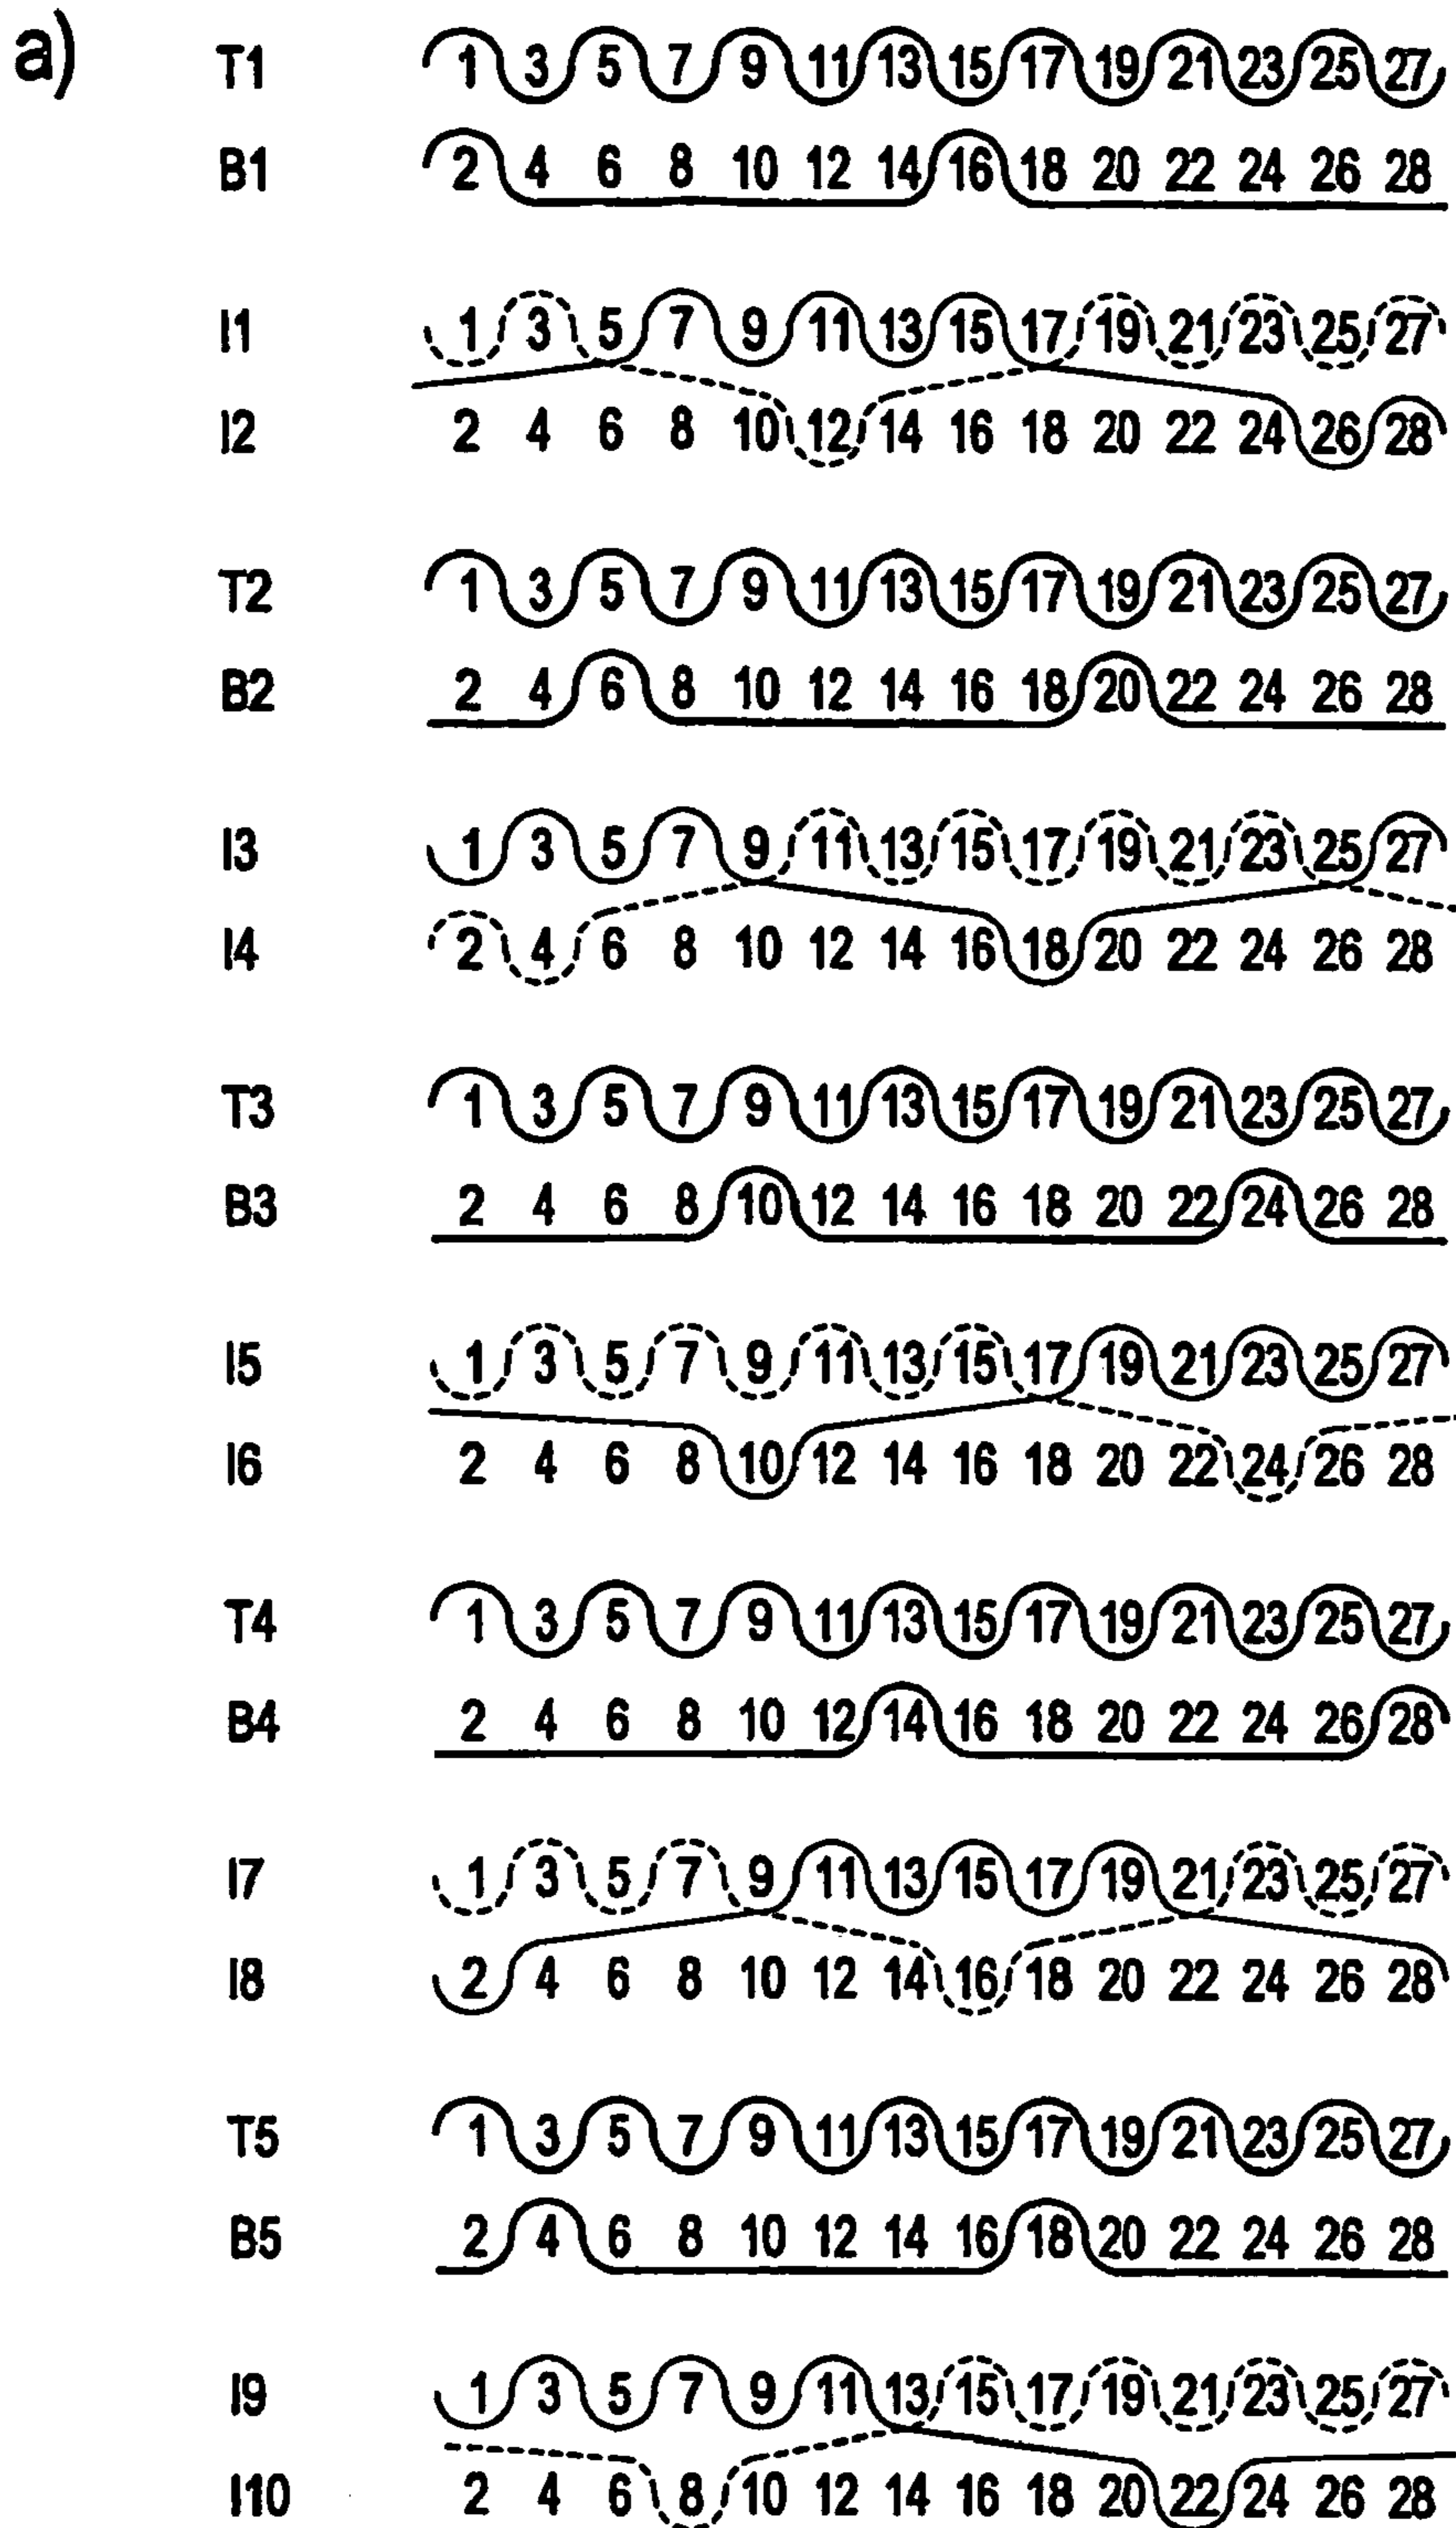 a)
T1 1 3 5 7 9 11 13 15 17 19 21 23 25 27
B1 2 4 6 8 10 12 14 16 18 20 22 24 26 28
I1 1 3 5 7 9 11 13 15 17 19 21 23 25 27
I2 2 4 6 8 10 12 14 16 18 20 22 24 26 28
T2 1 3 5 7 9 11 13 15 17 19 21 23 25 27
B2 2 4 6 8 10 12 14 16 18 20 22 24 26 28
I3 1 3 5 7 9 11 13 15 17 19 21 23 25 27
I4 2 4 6 8 10 12 14 16 18 20 22 24 26 28
T3 1 3 5 7 9 11 13 15 17 19 21 23 25 27
B3 2 4 6 8 10 12 14 16 18 20 22 24 26 28
I5 1 3 5 7 9 11 13 15 17 19 21 23 25 27
I6 2 4 6 8 10 12 14 16 18 20 22 24 26 28
T4 1 3 5 7 9 11 13 15 17 19 21 23 25 27
B4 2 4 6 8 10 12 14 16 18 20 22 24 26 28
I7 1 3 5 7 9 11 13 15 17 19 21 23 25 27
I8 2 4 6 8 10 12 14 16 18 20 22 24 26 28
T5 1 3 5 7 9 11 13 15 17 19 21 23 25 27
B5 2 4 6 8 10 12 14 16 18 20 22 24 26 28
I9 1 3 5 7 9 11 13 15 17 19 21 23 25 27
I10 2 4 6 8 10 12 14 16 18 20 22 24 26 28